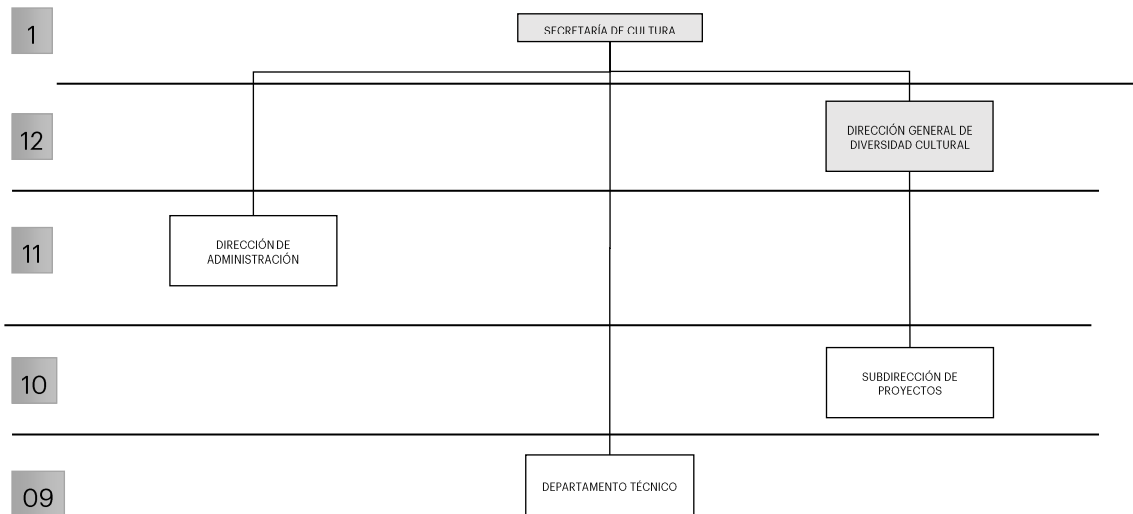 1
SECRETARÍA DE CULTURA
12
DIRECCIÓN GENERAL DE
DIVERSIDAD CULTURAL
11
DIRECCIÓN DE
ADMINISTRACIÓN
10
SUBDIRECCIÓN DE
PROYECTOS
09
DEPARTAMENTO TÉCNICO